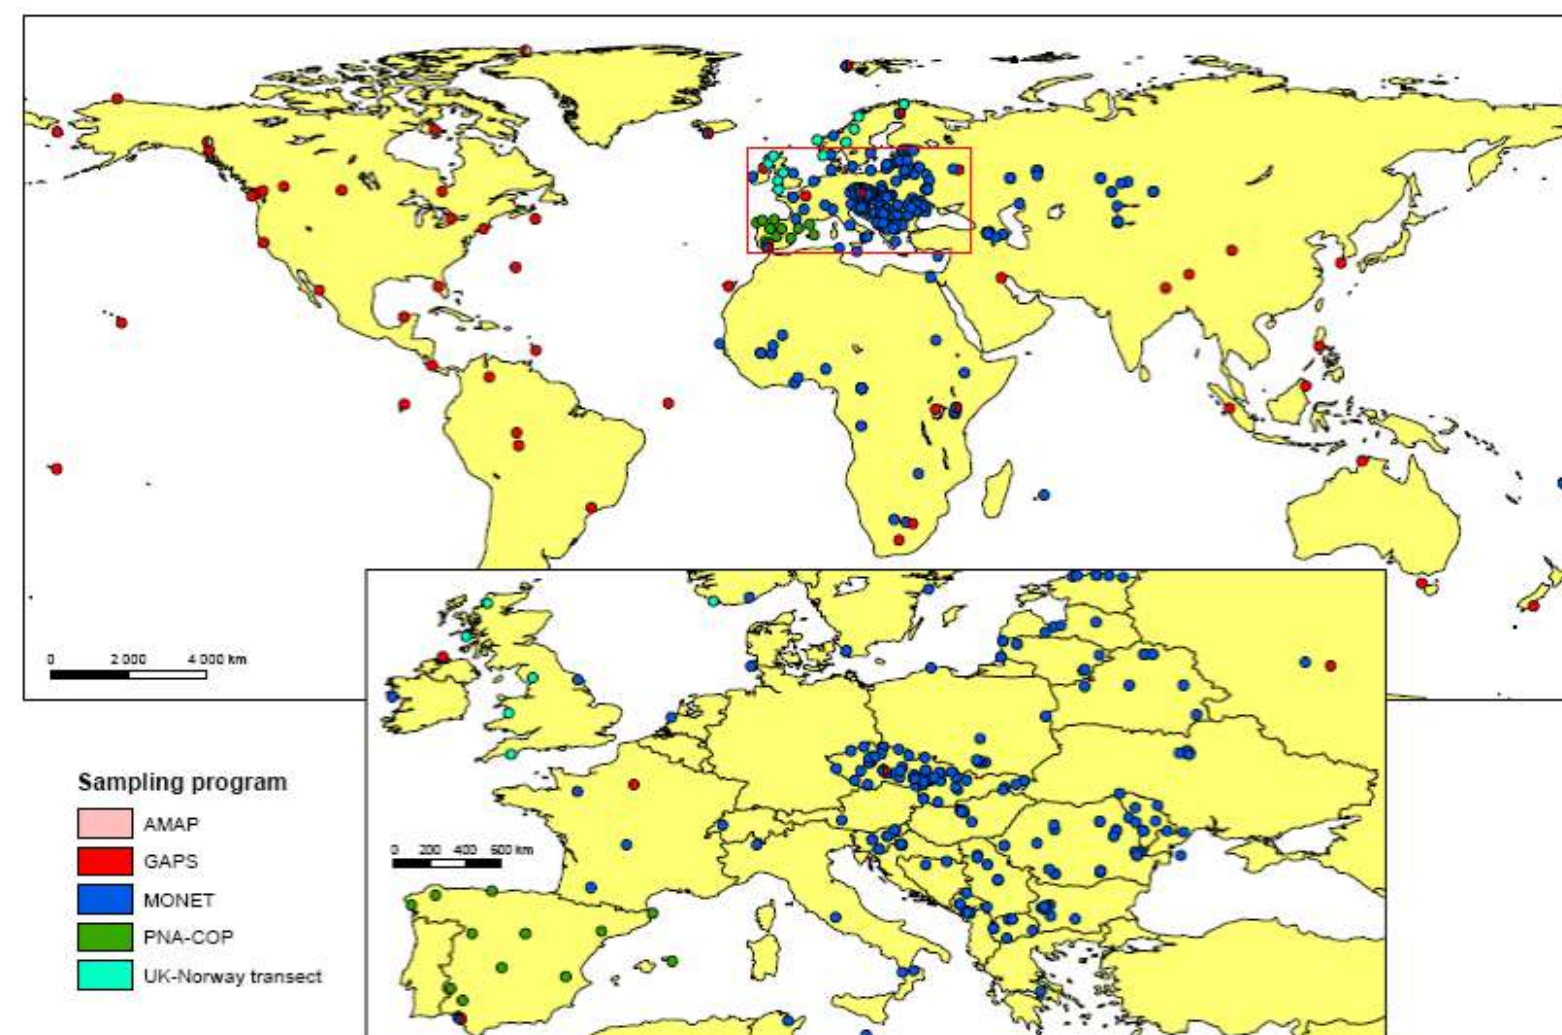 0 2 000 4 000 km
Sampling program
AMAP
GAPS
MONET
PNA-COP
UK-Norway transect
0 200 400 600 km